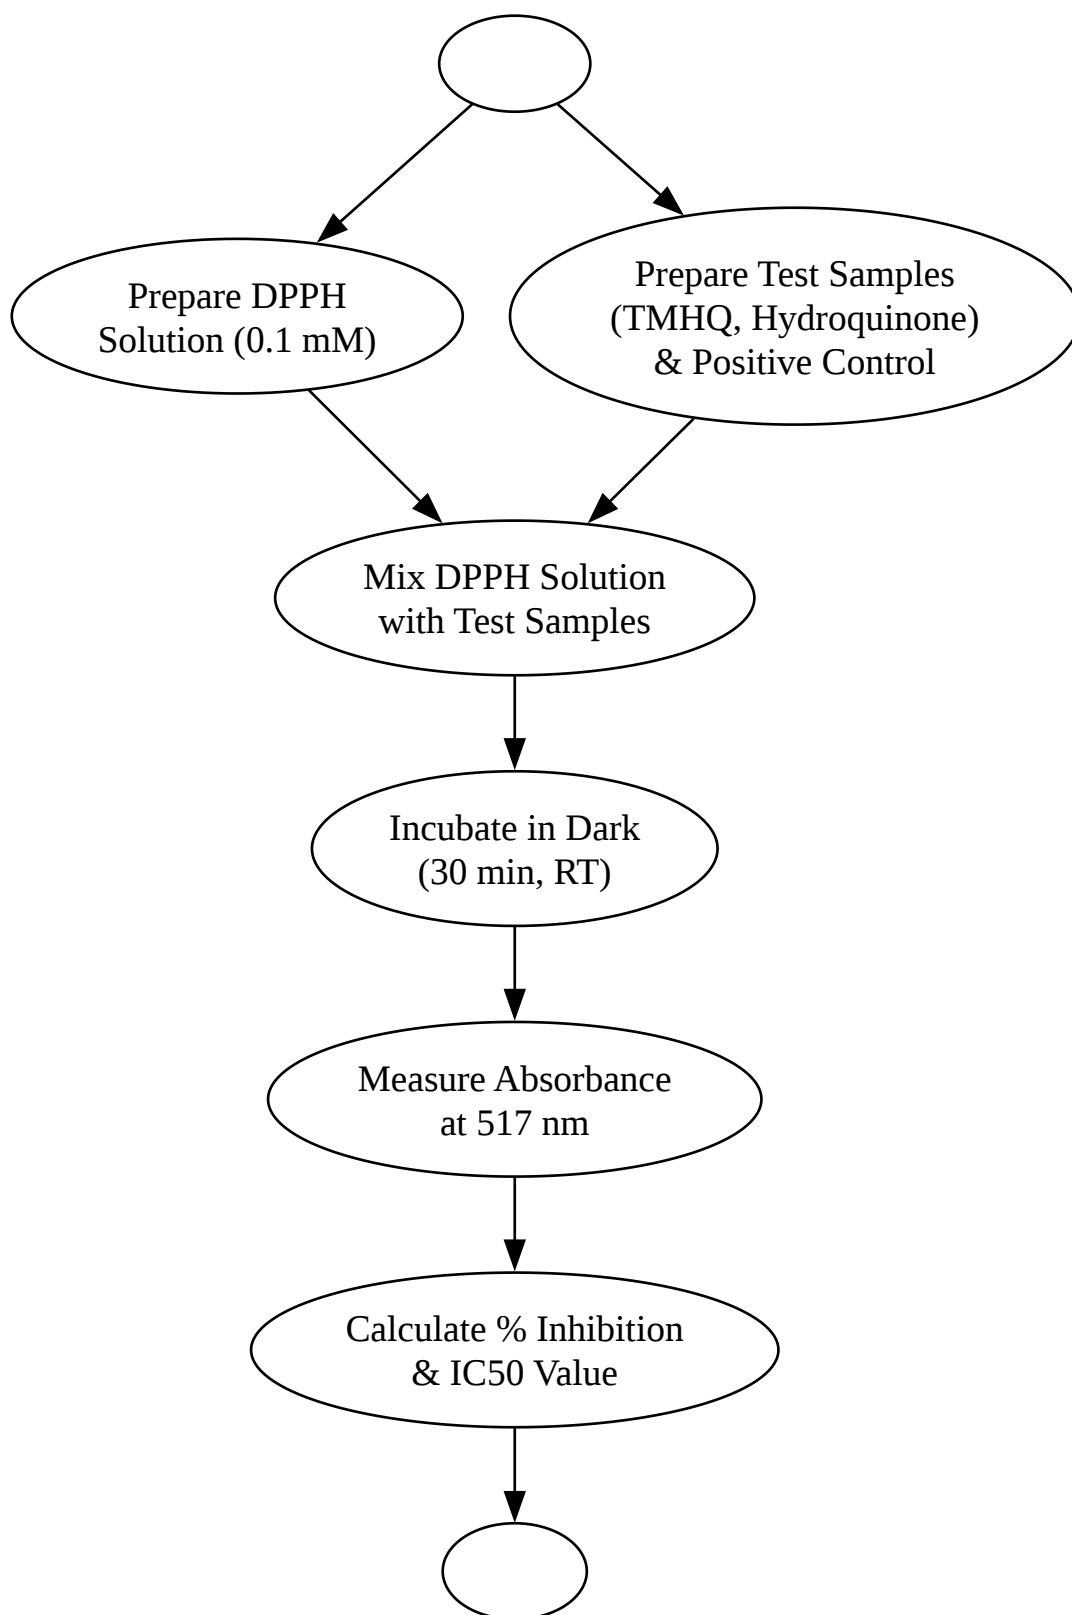 Prepare DPPH
Solution (0.1 mM)
Prepare Test Samples
(TMHQ, Hydroquinone)
& Positive Control
Mix DPPH Solution
with Test Samples
Incubate in Dark
(30 min, RT)
Measure Absorbance
at 517 nm
Calculate % Inhibition
& IC50 Value